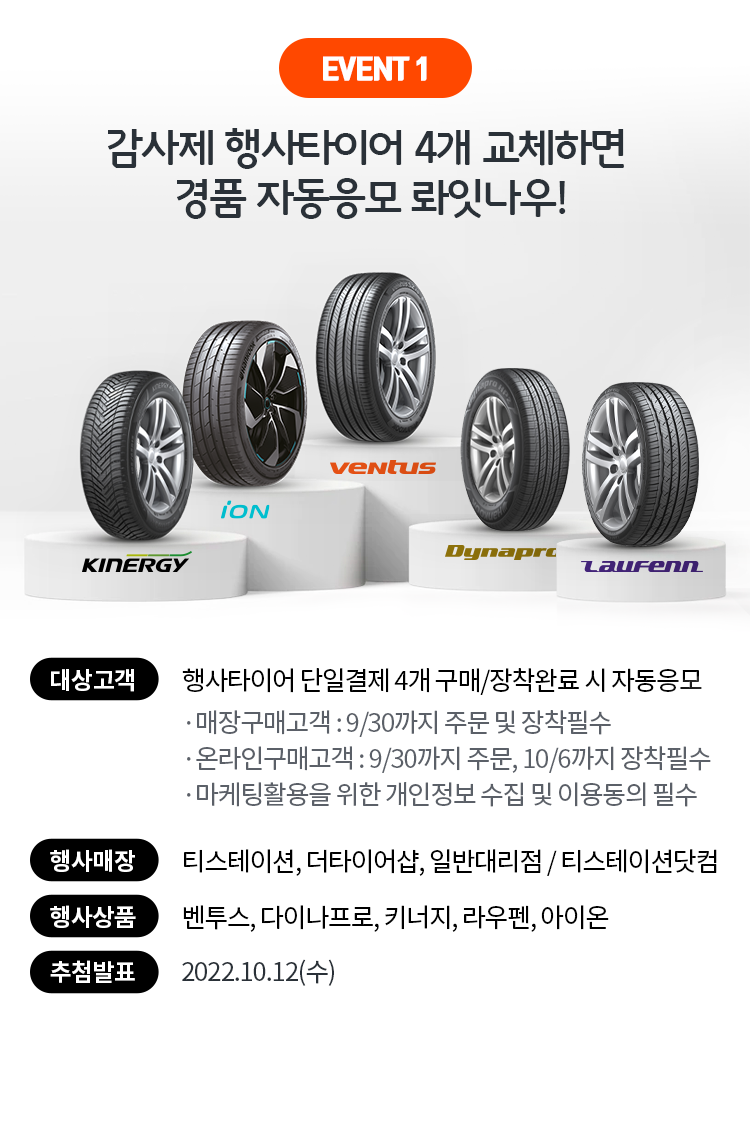 EVENT 1
감사제 행사타이어 4개 교체하면
경품 자동응모 롸잇나우!
ventus
iON
KINERGY
Dynapro
Laufenn
대상고객 행사타이어 단일결제 4개 구매/장착완료 시 자동응모
· 매장구매고객 : 9/30까지 주문 및 장착필수
· 온라인구매고객 : 9/30까지 주문, 10/6까지 장착필수
· 마케팅활용을 위한 개인정보 수집 및 이용동의 필수
행사매장 티스테이션, 더타이어샵, 일반대리점 / 티스테이션닷컴
행사상품 벤투스, 다이나프로, 키너지, 라우펜, 아이온
추첨발표 2022.10.12(수)